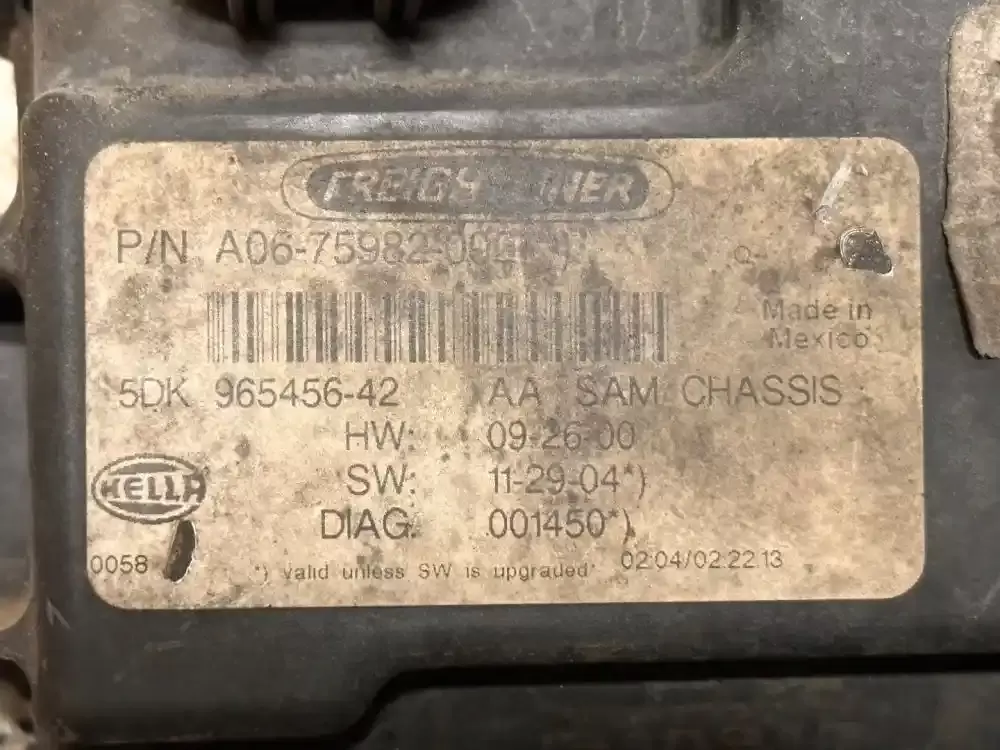 P/N A06-75982-00
Made in
Mexico
5DK 965456-42 AA SAM CHASSIS
HW: 09-26-00
SW: 11-29-04*)
HELLA
DIAG: 001450*)
0058 *) valid unless SW is upgraded 02:04/02.22.13